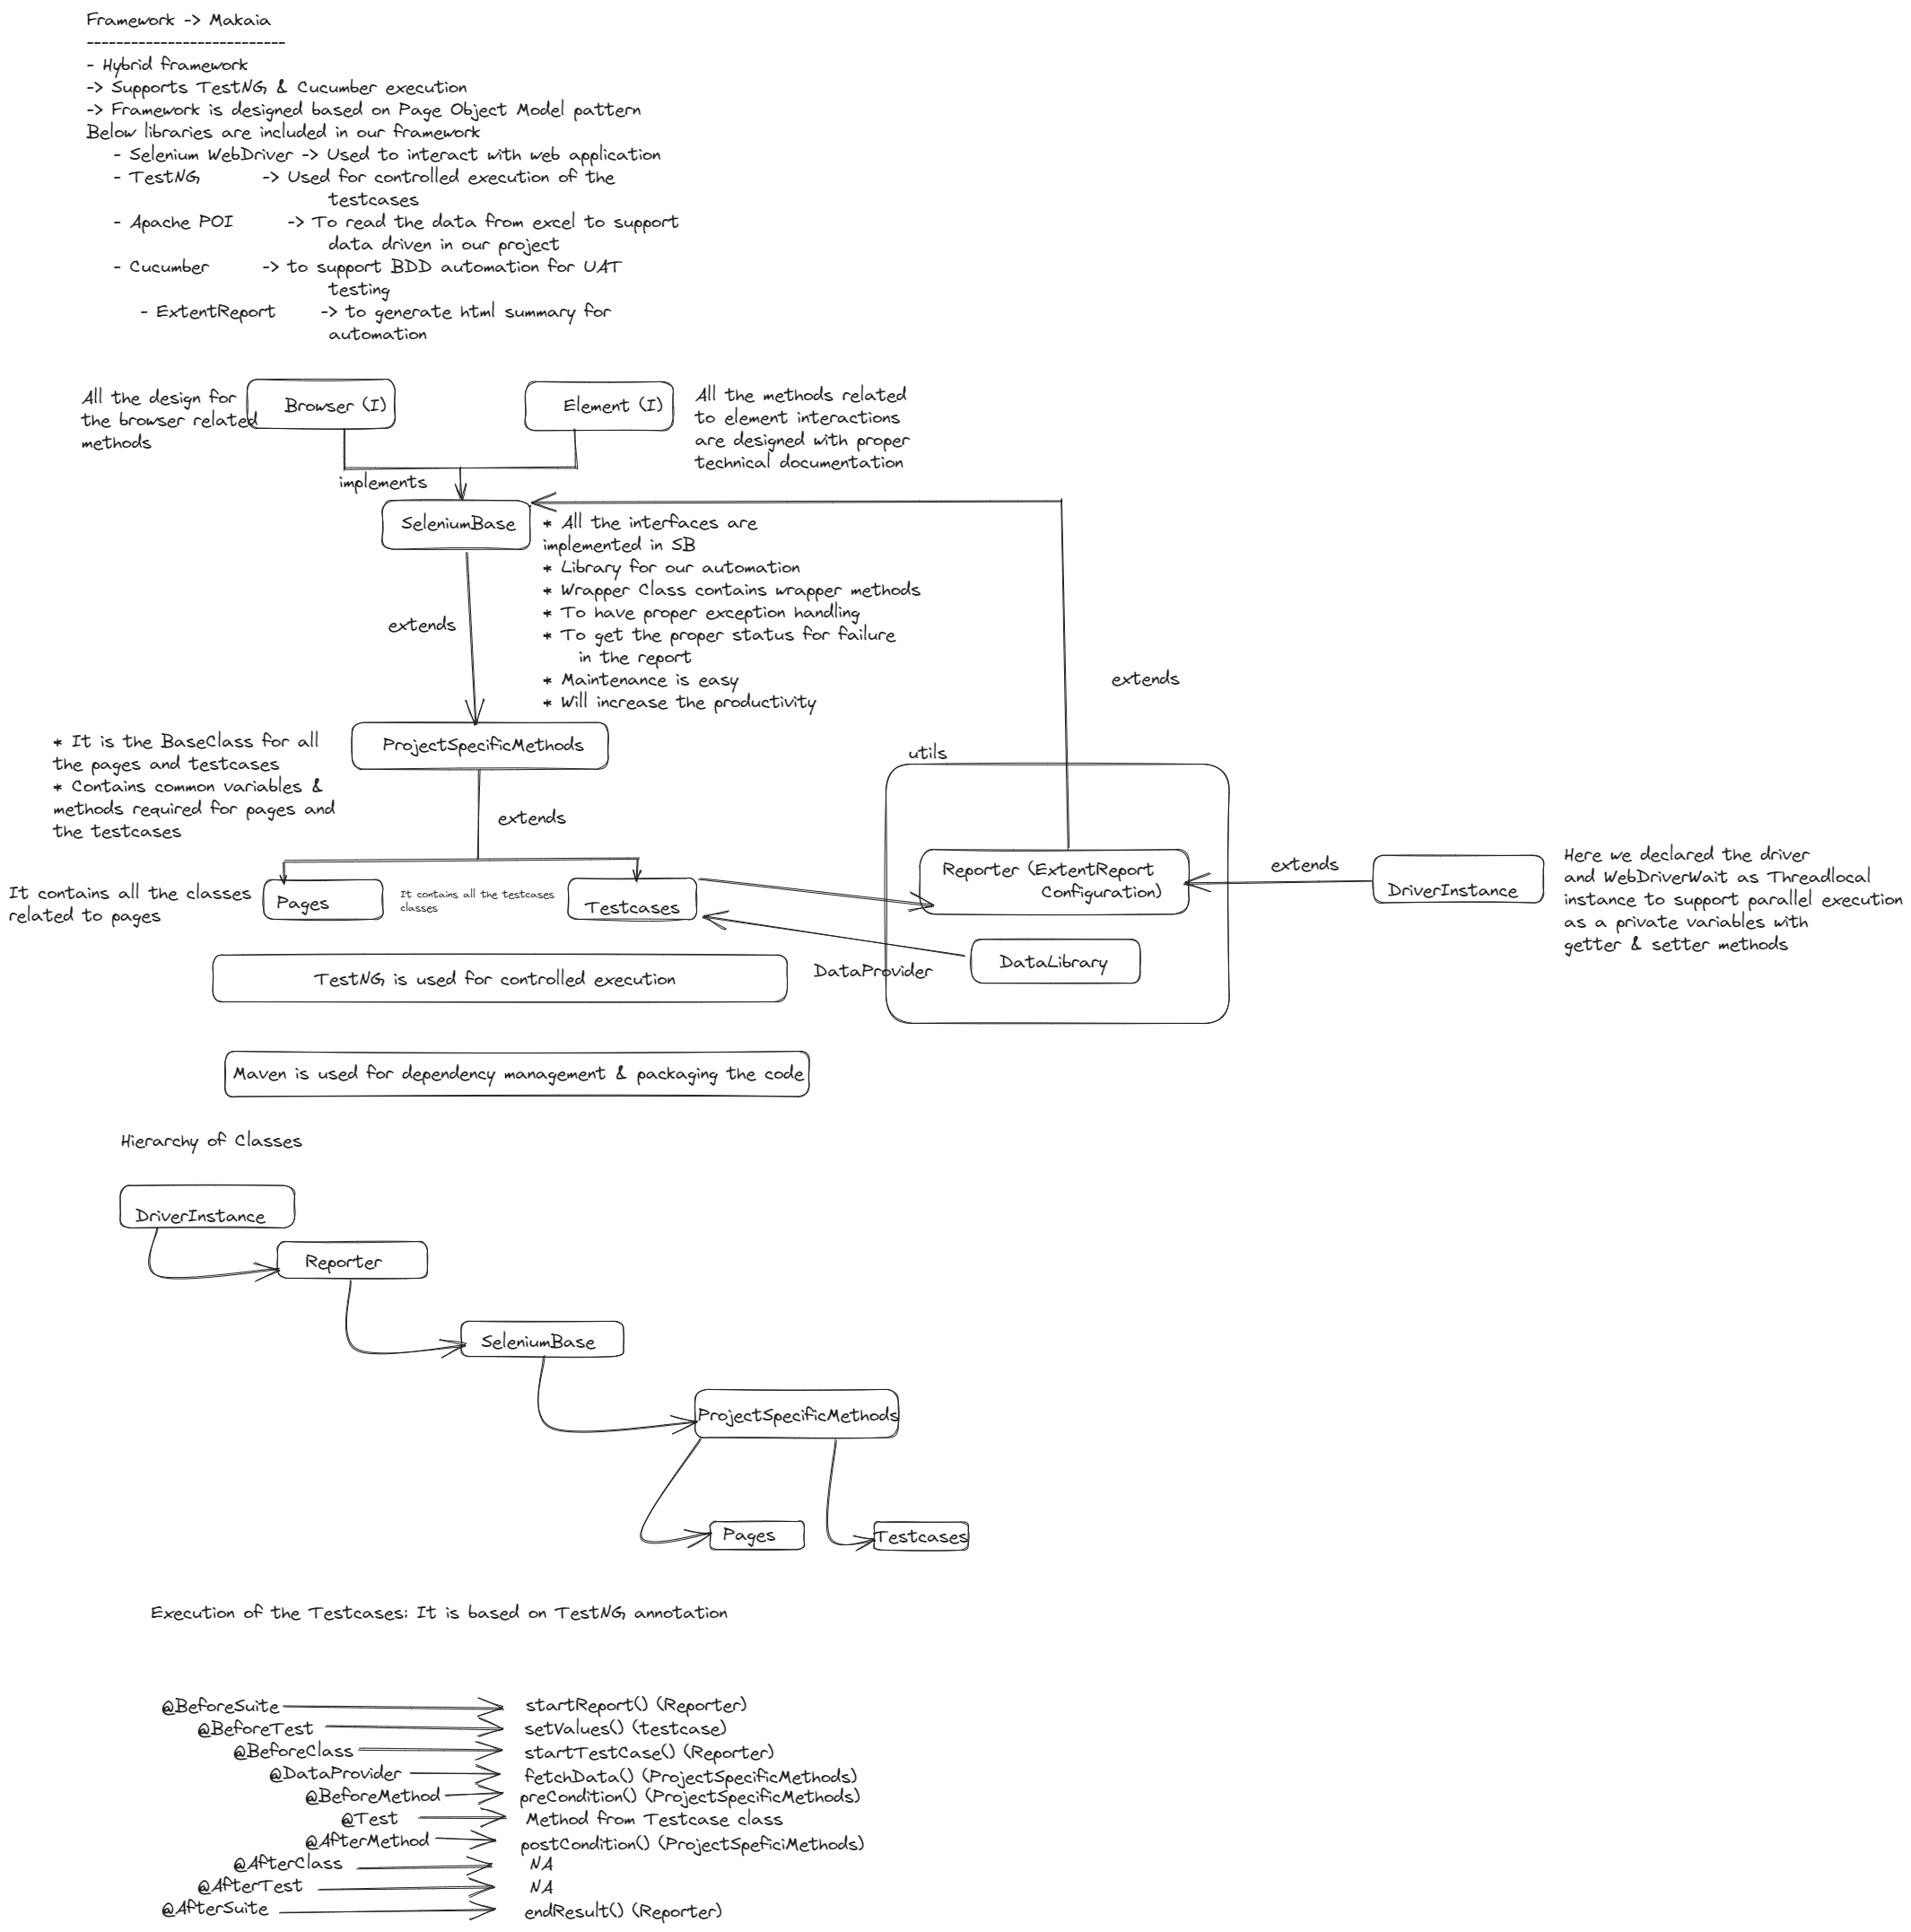 Framework -> Makaia
---------------------------
- Hybrid framework
-> Supports TestNG & Cucumber execution
-> Framework is designed based on Page Object Model pattern
Below libraries are included in our framework
- Selenium WebDriver -> Used to interact with web application
- TestNG -> Used for controlled execution of the
testcases
- Apache POI -> To read the data from excel to support
data driven in our project
- Cucumber -> to support BDD automation for UAT
testing
- ExtentReport -> to generate html summary for
automation
All the design for
the browser related
methods
Browser (I)
Element (I)
All the methods related
to element interactions
are designed with proper
technical documentation
implements
SeleniumBase
* All the interfaces are
implemented in SB
* Library for our automation
* Wrapper Class contains wrapper methods
* To have proper exception handling
* To get the proper status for failure
in the report
* Maintenance is easy
* Will increase the productivity
extends
extends
ProjectSpecificMethods
* It is the BaseClass for all
the pages and testcases
* Contains common variables &
methods required for pages and
the testcases
extends
utils
It contains all the classes
related to pages
Pages
It contains all the testcases
classes
Testcases
Reporter (ExtentReport
Configuration)
extends
DriverInstance
Here we declared the driver
and WebDriverWait as Threadlocal
instance to support parallel execution
as a private variables with
getter & setter methods
DataLibrary
DataProvider
TestNG is used for controlled execution
Maven is used for dependency management & packaging the code
Hierarchy of Classes
DriverInstance
Reporter
SeleniumBase
ProjectSpecificMethods
Pages
Testcases
Execution of the Testcases: It is based on TestNG annotation
@BeforeSuite startReport() (Reporter)
@BeforeTest setValues() (testcase)
@BeforeClass startTestCase() (Reporter)
@DataProvider fetchData() (ProjectSpecificMethods)
@BeforeMethod preCondition() (ProjectSpecificMethods)
@Test Method from Testcase class
@AfterMethod postCondition() (ProjectSpeficiMethods)
@AfterClass NA
@AfterTest NA
@AfterSuite endResult() (Reporter)